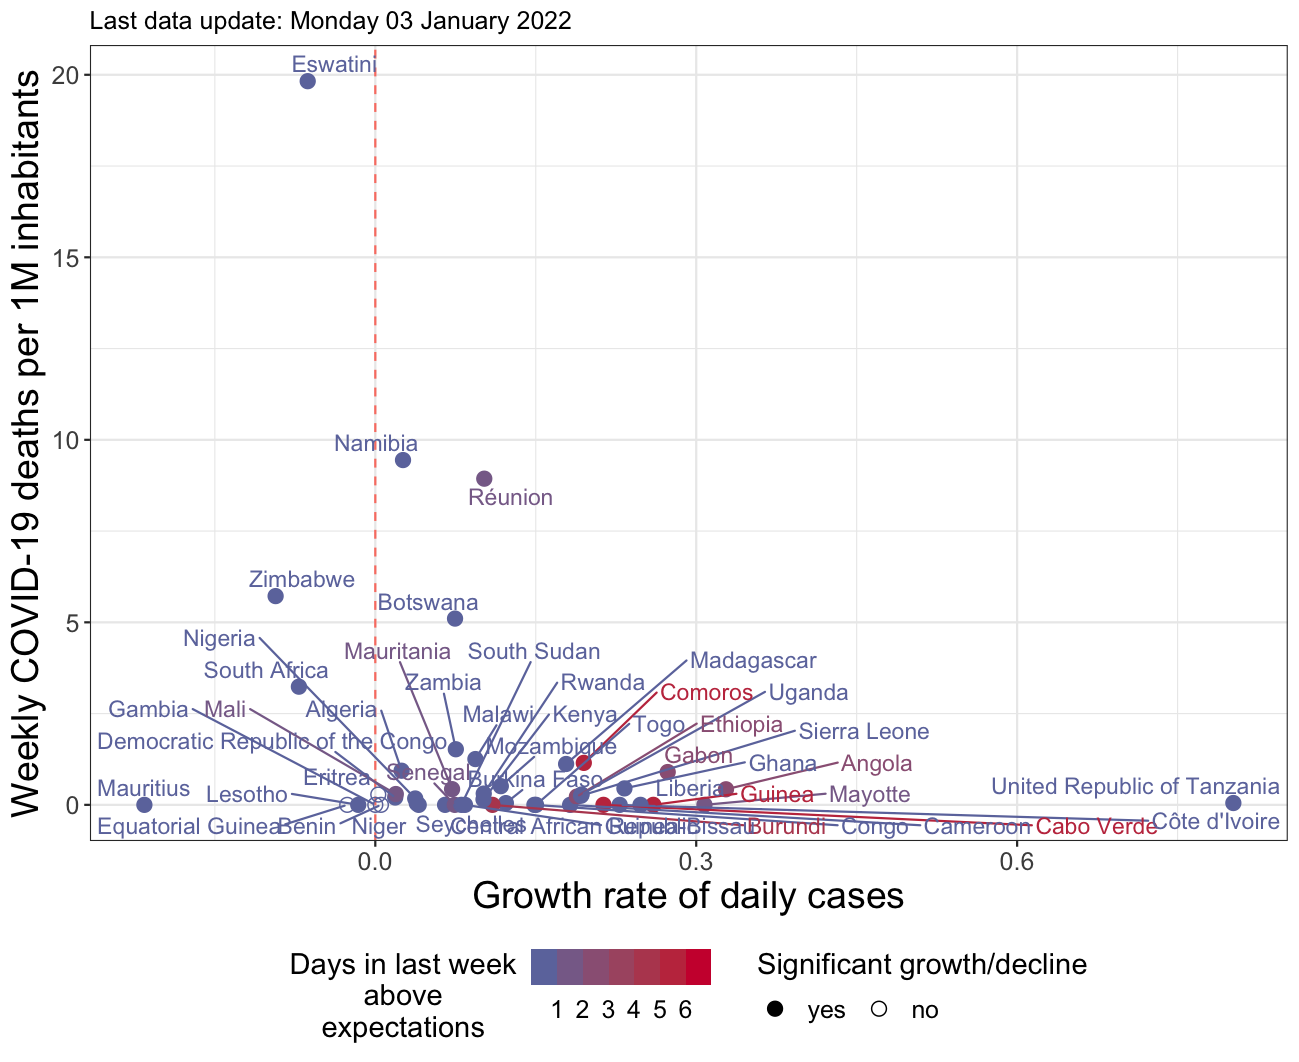 Last data update: Monday 03 January 2022
Weekly COVID-19 deaths per 1M inhabitants
20
15
10
5
0
Eswatini
Namibia
Réunion
Zimbabwe
Botswana
Nigeria
Mauritania
South Sudan
Madagascar
South Africa
Zambia
Rwanda
Comoros
Uganda
Gambia
Mali
Algeria
Malawi
Kenya
Togo
Ethiopia
Sierra Leone
Democratic Republic of the Congo
Mozambique
Gabon
Ghana
Angola
Eritrea
Senegal
Burkina Faso
Liberia
United Republic of Tanzania
Mauritius
Lesotho
Guinea
Mayotte
Equatorial Guinea
Benin
Niger
Seychelles
Central African Republic
Guinea-Bissau
Burundi
Congo
Cameroon
Cabo Verde
Côte d'Ivoire
0.0
0.3
0.6
Growth rate of daily cases
Days in last week
above
expectations
1 2 3 4 5 6
Significant growth/decline
yes
no